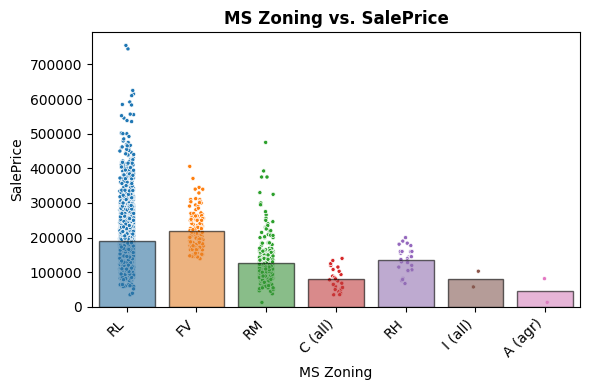 MS Zoning vs. SalePrice
SalePrice
700000
600000
500000
400000
300000
200000
100000
0
RL
FV
RM
C (all)
RH
I (all)
A (agr)
MS Zoning